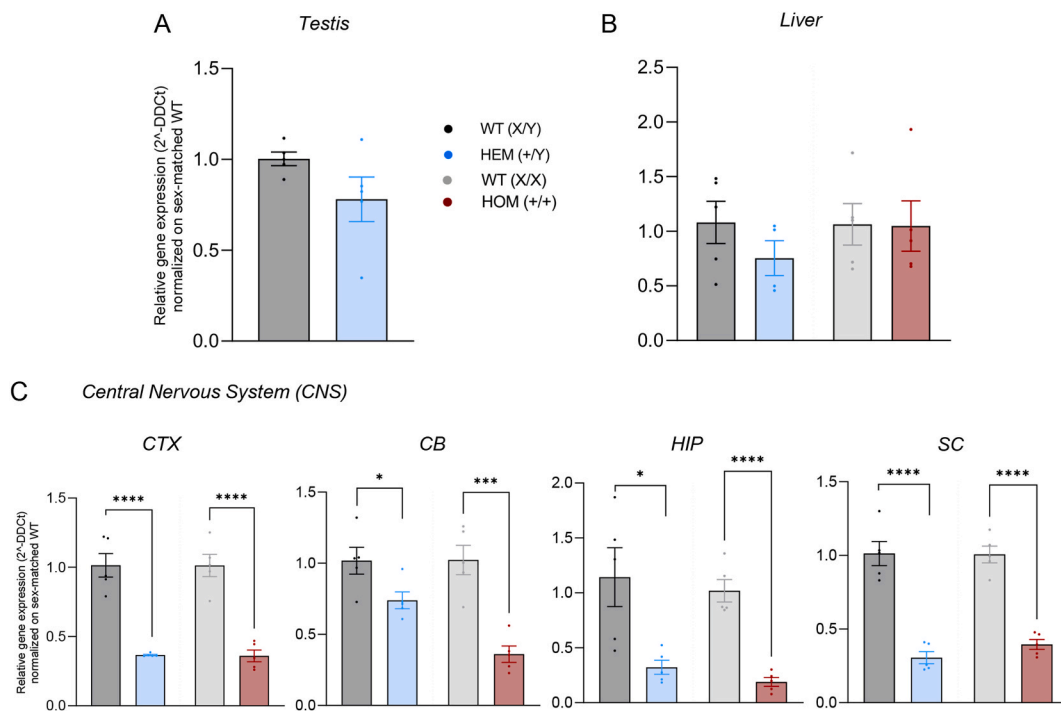 A
Testis
Relative gene expression (2^-DDCt)
normalized on sex-matched WT
1.5
1.0
0.5
0.0
WT (X/Y)
HEM (+/Y)
WT (X/X)
HOM (+/+)
B
Liver
2.5
2.0
1.5
1.0
0.5
0.0
C
Central Nervous System (CNS)
CTX
Relative gene expression (2^-DDCt)
normalized on sex-matched WT
1.5
1.0
0.5
0.0
****
****
CB
1.5
1.0
0.5
0.0
*
***
HIP
2.0
1.5
1.0
0.5
0.0
*
****
SC
1.5
1.0
0.5
0.0
****
****